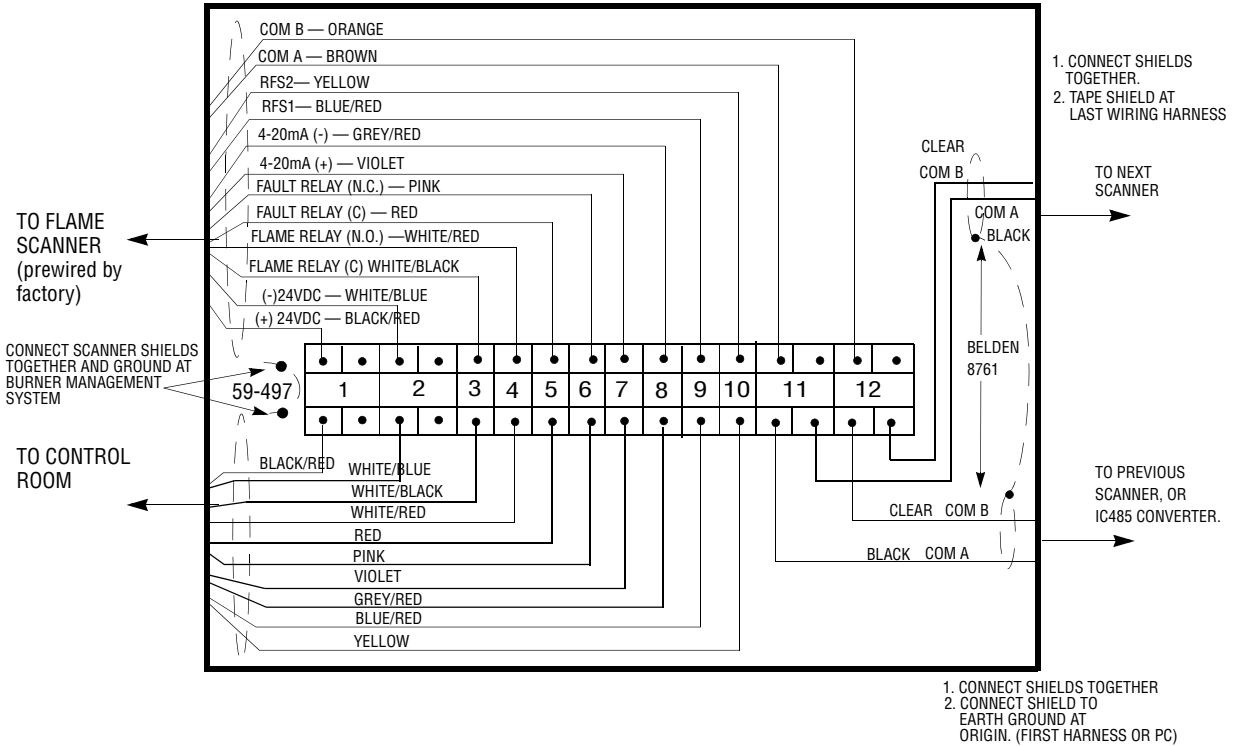 COM B — ORANGE
COM A — BROWN
RFS2— YELLOW
RFS1— BLUE/RED
4-20mA (-) — GREY/RED
4-20mA (+) — VIOLET
FAULT RELAY (N.C.) — PINK
FAULT RELAY (C) — RED
FLAME RELAY (N.O.) —WHITE/RED
FLAME RELAY (C) WHITE/BLACK
(-)24VDC — WHITE/BLUE
(+) 24VDC — BLACK/RED
TO FLAME
SCANNER
(prewired by
factory)
CONNECT SCANNER SHIELDS
TOGETHER AND GROUND AT
BURNER MANAGEMENT
SYSTEM
59-497
1 2 3 4 5 6 7 8 9 10 11 12
TO CONTROL
ROOM
BLACK/RED
WHITE/BLUE
WHITE/BLACK
WHITE/RED
RED
PINK
VIOLET
GREY/RED
BLUE/RED
YELLOW
1. CONNECT SHIELDS
TOGETHER.
2. TAPE SHIELD AT
LAST WIRING HARNESS
CLEAR
COM B
COM A
BLACK
TO NEXT
SCANNER
BELDEN
8761
CLEAR COM B
BLACK COM A
TO PREVIOUS
SCANNER, OR
IC485 CONVERTER.
1. CONNECT SHIELDS TOGETHER
2. CONNECT SHIELD TO
EARTH GROUND AT
ORIGIN. (FIRST HARNESS OR PC)